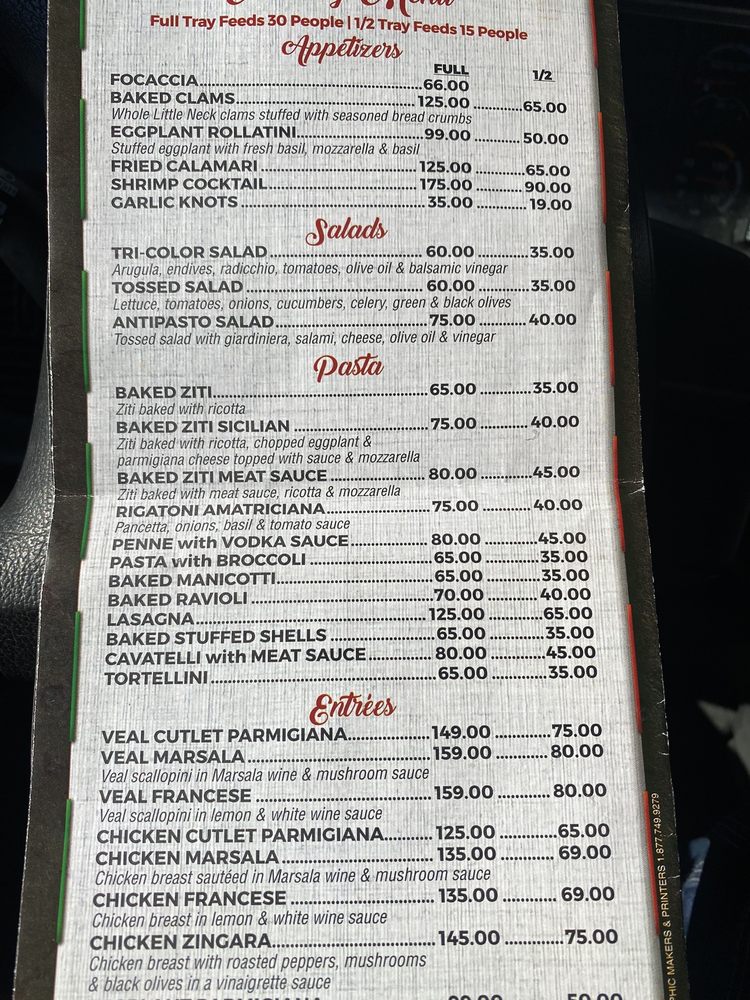 Full Tray Feeds 30 People | 1/2 Tray Feeds 15 People
Appetizers
FULL 1/2
FOCACCIA 66.00
BAKED CLAMS 125.00 65.00
Whole Little Neck clams stuffed with seasoned bread crumbs
EGGPLANT ROLLATINI 99.00 50.00
Stuffed eggplant with fresh basil, mozzarella & basil
FRIED CALAMARI 125.00 65.00
SHRIMP COCKTAIL 175.00 90.00
GARLIC KNOTS 35.00 19.00
Salads
TRI-COLOR SALAD 60.00 35.00
Arugula, endives, radicchio, tomatoes, olive oil & balsamic vinegar
TOSSED SALAD 60.00 35.00
Lettuce, tomatoes, onions, cucumbers, celery, green & black olives
ANTIPASTO SALAD 75.00 40.00
Tossed salad with giardiniera, salami, cheese, olive oil & vinegar
Pasta
BAKED ZITI 65.00 35.00
Ziti baked with ricotta
BAKED ZITI SICILIAN 75.00 40.00
Ziti baked with ricotta, chopped eggplant &
parmigiana cheese topped with sauce & mozzarella
BAKED ZITI MEAT SAUCE 80.00 45.00
Ziti baked with meat sauce, ricotta & mozzarella
RIGATONI AMATRICIANA 75.00 40.00
Pancetta, onions, basil & tomato sauce
PENNE with VODKA SAUCE 80.00 45.00
PASTA with BROCCOLI 65.00 35.00
BAKED MANICOTTI 65.00 35.00
BAKED RAVIOLI 70.00 40.00
LASAGNA 125.00 65.00
BAKED STUFFED SHELLS 65.00 35.00
CAVATELLI with MEAT SAUCE 80.00 45.00
TORTELLINI 65.00 35.00
Entrées
VEAL CUTLET PARMIGIANA 149.00 75.00
VEAL MARSALA 159.00 80.00
Veal scallopini in Marsala wine & mushroom sauce
VEAL FRANCESE 159.00 80.00
Veal scallopini in lemon & white wine sauce
CHICKEN CUTLET PARMIGIANA 125.00 65.00
CHICKEN MARSALA 135.00 69.00
Chicken breast sautéed in Marsala wine & mushroom sauce
CHICKEN FRANCESE 135.00 69.00
Chicken breast in lemon & white wine sauce
CHICKEN ZINGARA 145.00 75.00
Chicken breast with roasted peppers, mushrooms
& black olives in a vinaigrette sauce
MAKERS & PRINTERS 1.877.749.9279